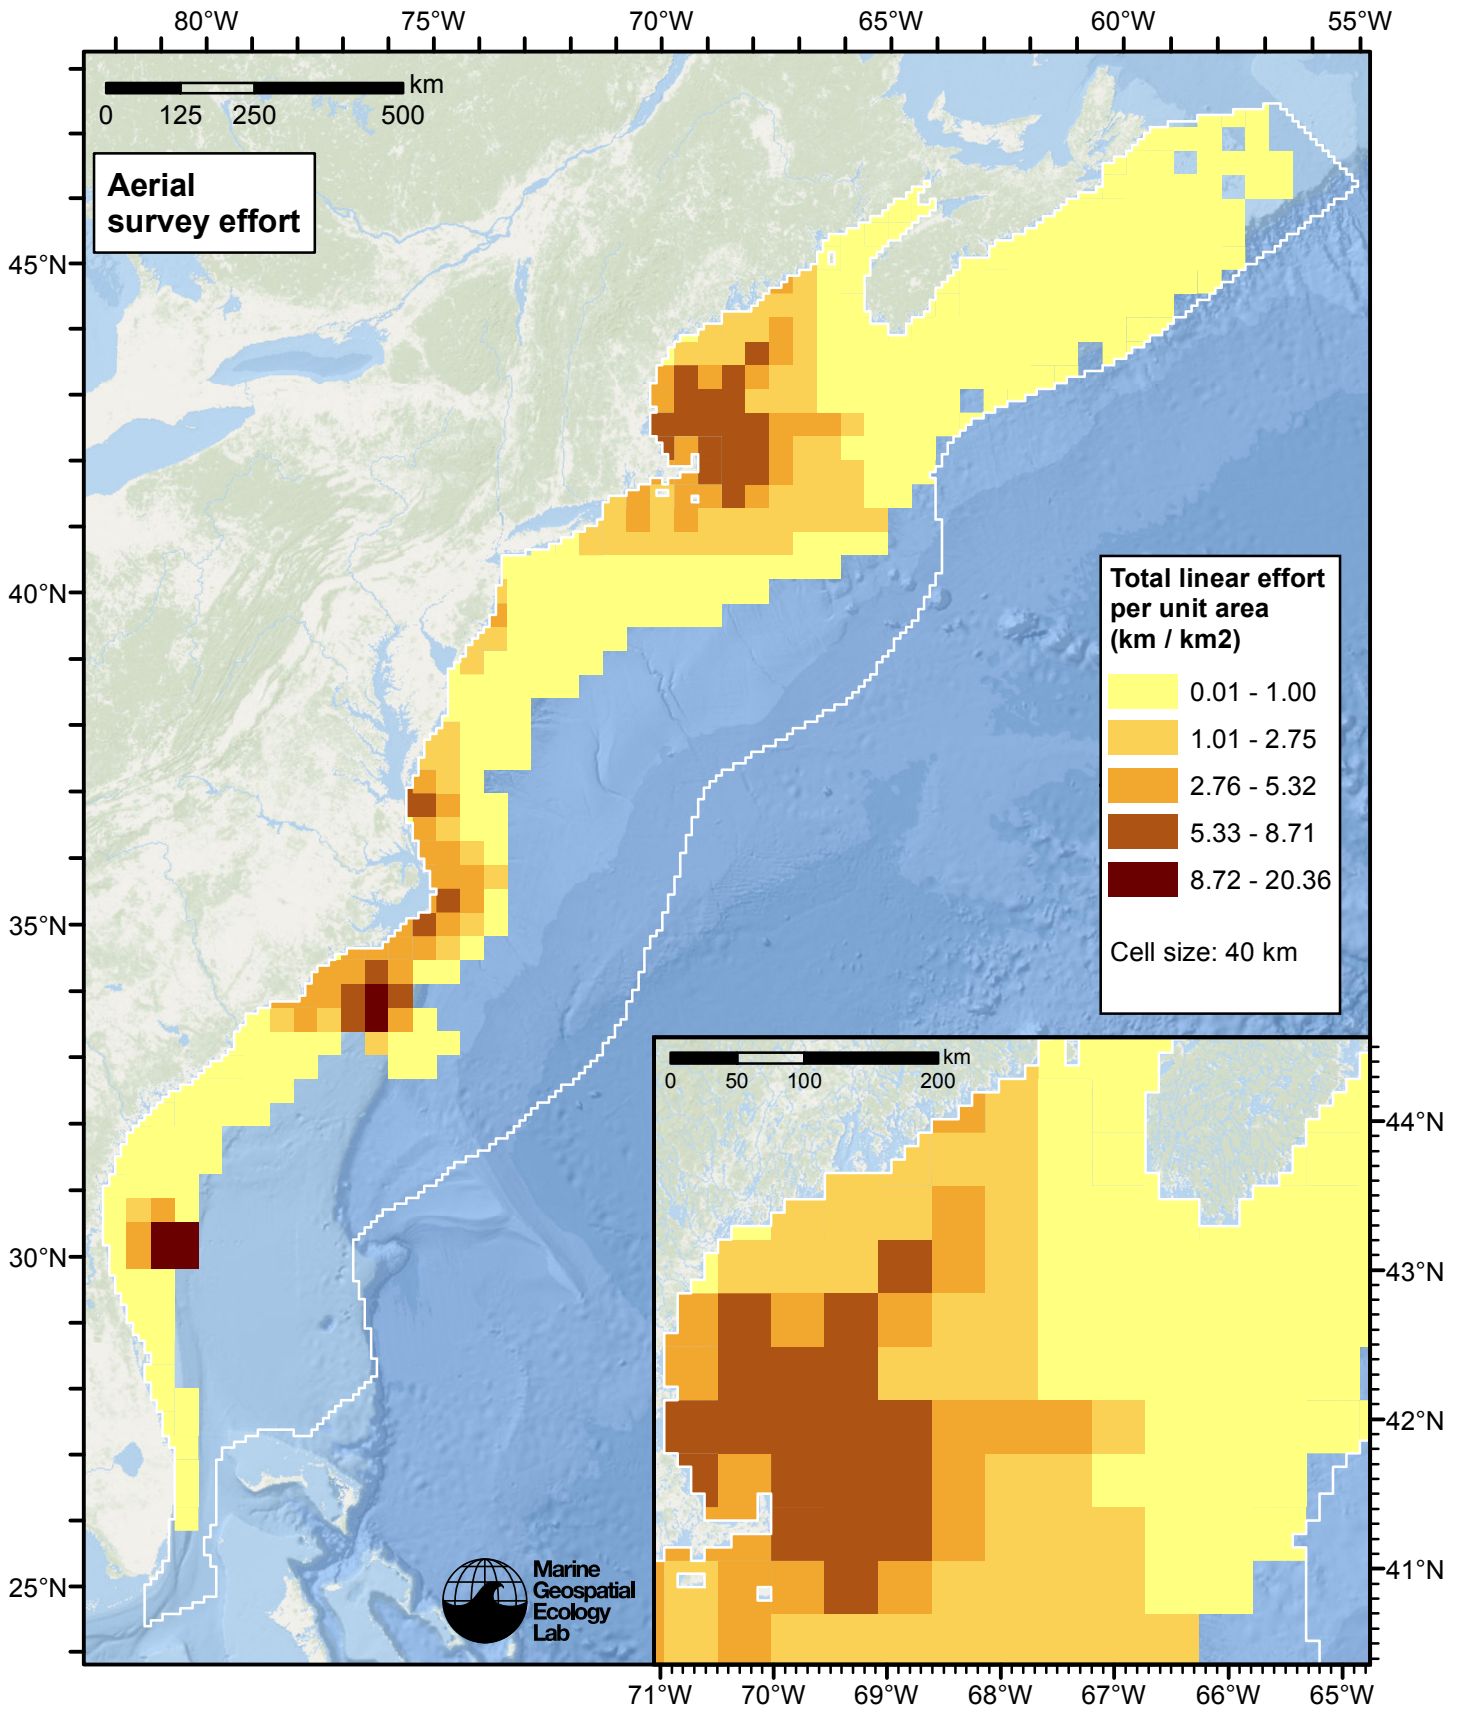 80°W 75°W 70°W 65°W 60°W 55°W
km
0 125 250 500
Aerial
survey effort
45°N
40°N
35°N
30°N
25°N
Total linear effort
per unit area
(km / km2)
0.01 - 1.00
1.01 - 2.75
2.76 - 5.32
5.33 - 8.71
8.72 - 20.36
Cell size: 40 km
km
0 50 100 200
44°N
43°N
42°N
41°N
Marine
Geospatial
Ecology
Lab
71°W 70°W 69°W 68°W 67°W 66°W 65°W